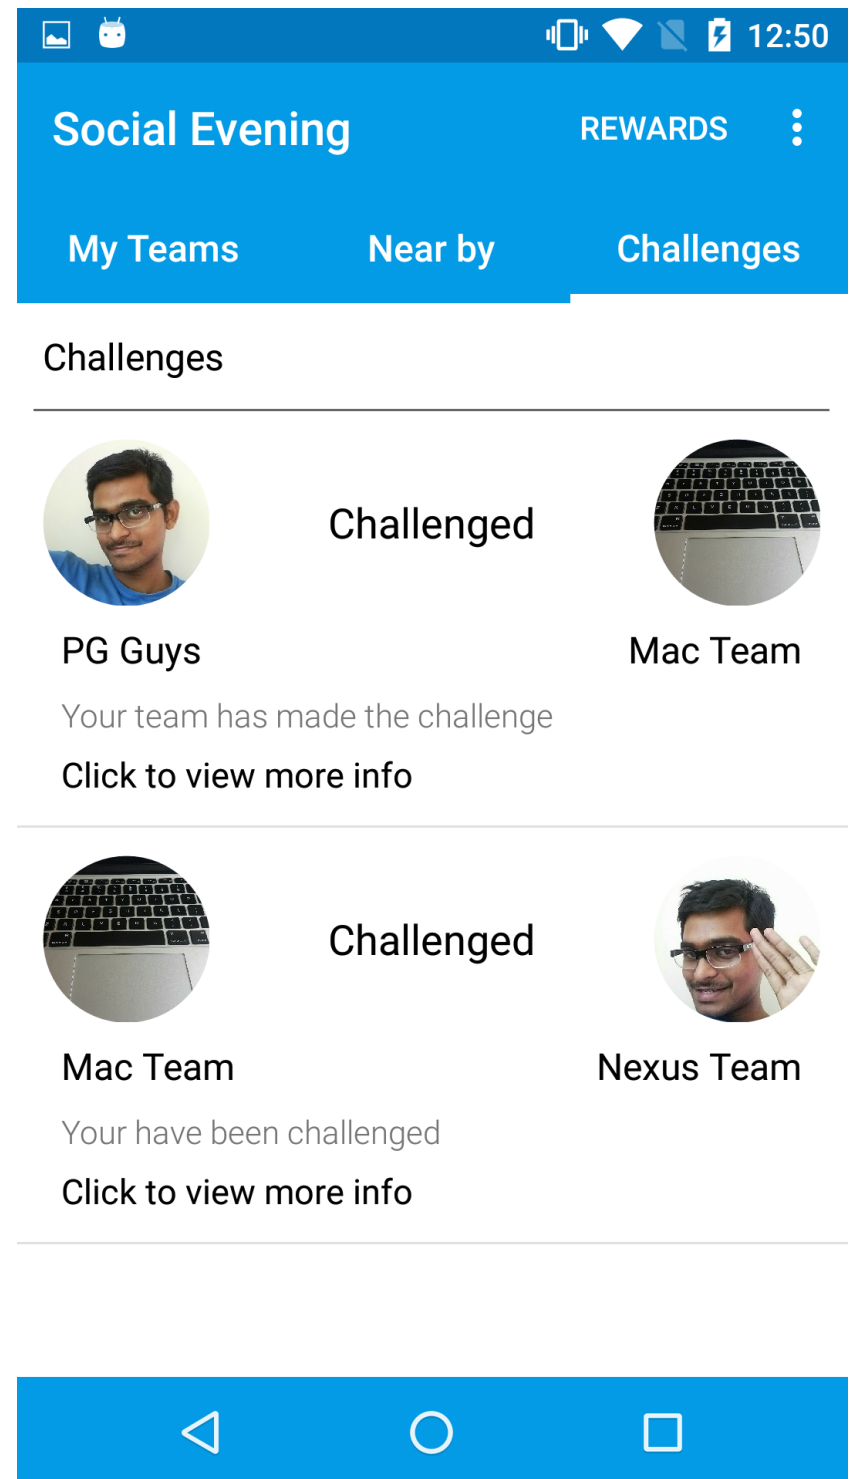 12:50
Social Evening REWARDS
My Teams Near by Challenges
Challenges
Challenged
PG Guys Mac Team
Your team has made the challenge
Click to view more info
Challenged
Mac Team Nexus Team
Your have been challenged
Click to view more info